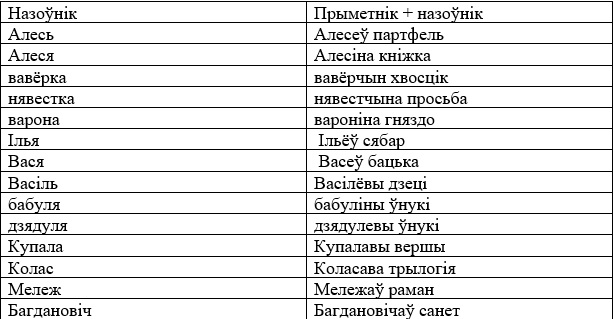 Назоўнік Прыметнік + назоўнік
Алесь Алесеў партфель
Алеся Алесіна кніжка
вавёрка вавёрчын хвосцік
нявестка нявестчына просьба
варона вароніна гняздо
Ілья Ільёў сябар
Вася Васеў бацька
Васіль Васілёвы дзеці
бабуля бабуліны ўнукі
дзядуля дзядулевы ўнукі
Купала Купалавы вершы
Колас Коласава трылогія
Мележ Мележаў раман
Багдановіч Багдановічаў санет